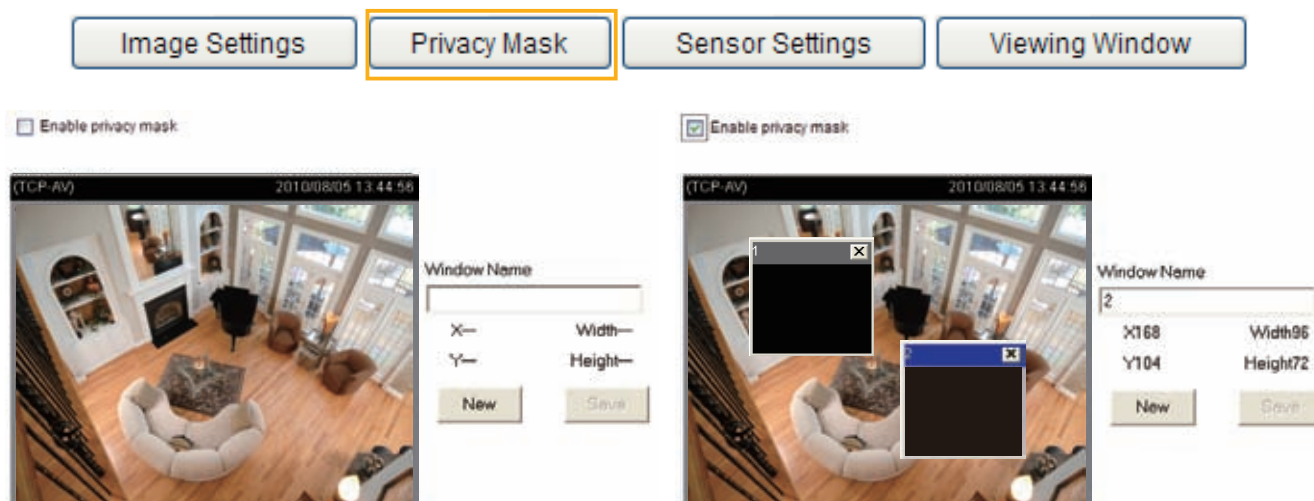 Image Settings
Privacy Mask
Sensor Settings
Viewing Window
Enable privacy mask
(TCP-AV) 2010/08/05 13:44:56
Window Name
X—
Width—
Y—
Height—
New
Save
Enable privacy mask
(TCP-AV) 2010/08/05 13:44:56
1
2
Window Name
2
X168
Width96
Y104
Height72
New
Save